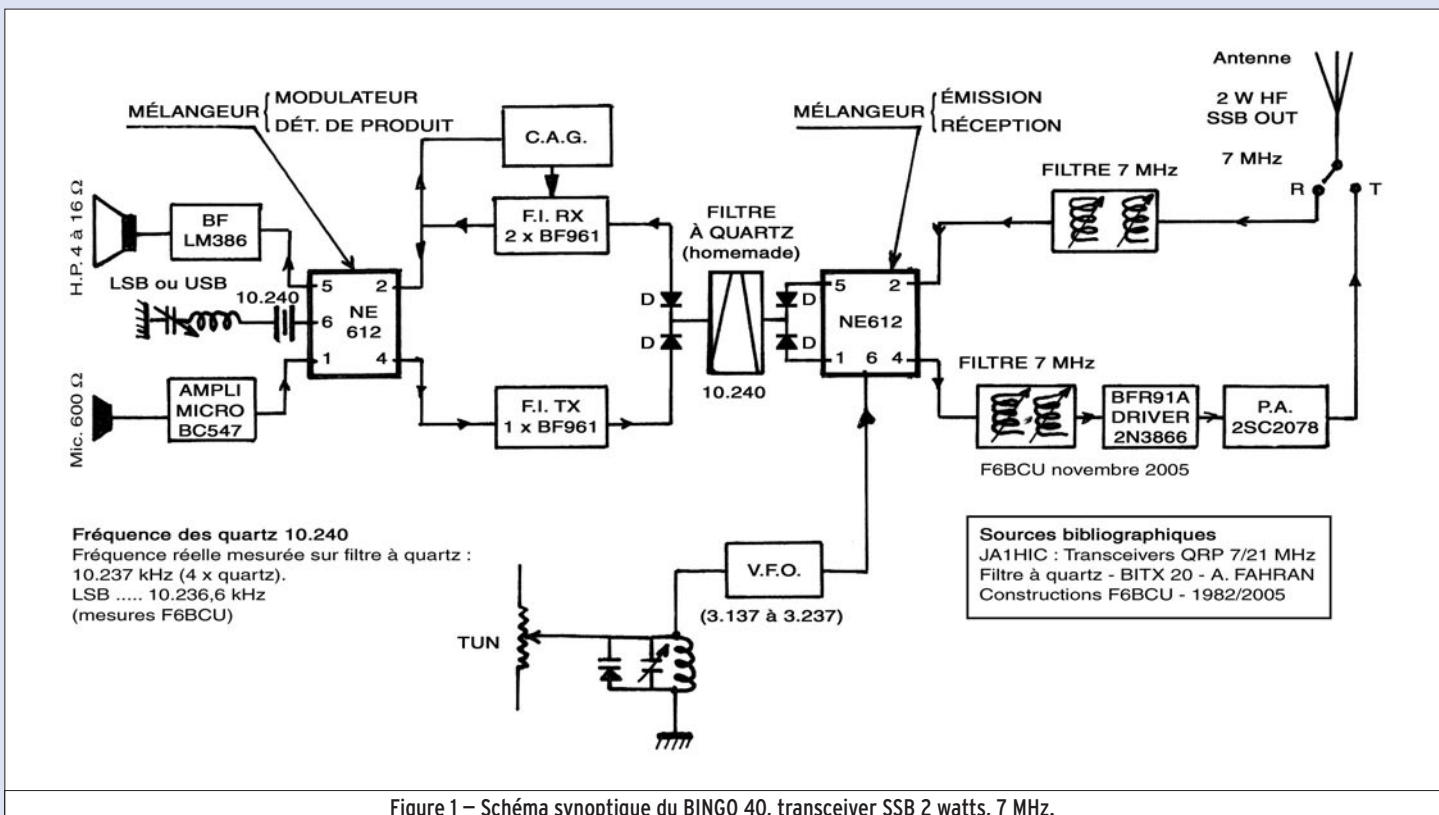 Antenne
2 W HF
SSB OUT
7 MHz
R
T
MÉLANGEUR
MODULATEUR
DÉT. DE PRODUIT
C.A.G.
MÉLANGEUR
ÉMISSION
RÉCEPTION
FILTRE 7 MHz
H.P. 4 à 16 Ω
BF
LM386
F.I. RX
2 x BF961
FILTRE
À QUARTZ
(homemade)
LSB ou USB
10.240
5
2
6
NE
612
1
4
D
D
D
D
5
2
NE612
1
6
4
10.240
Mic. 600 Ω
AMPLI
MICRO
BC547
F.I. TX
1 x BF961
FILTRE 7 MHz
BFR91A
DRIVER
2N3866
P.A.
2SC2078
F6BCU novembre 2005
Fréquence des quartz 10.240
Fréquence réelle mesurée sur filtre à quartz :
10.237 kHz (4 x quartz).
LSB ..... 10.236,6 kHz
(mesures F6BCU)
TUN
V.F.O.
(3.137 à 3.237)
Sources bibliographiques
JA1HIC : Transceivers QRP 7/21 MHz
Filtre à quartz - BITX 20 - A. FAHRAN
Constructions F6BCU - 1982/2005
Figure 1 – Schéma synoptique du BINGO 40, transceiver SSB 2 watts, 7 MHz.